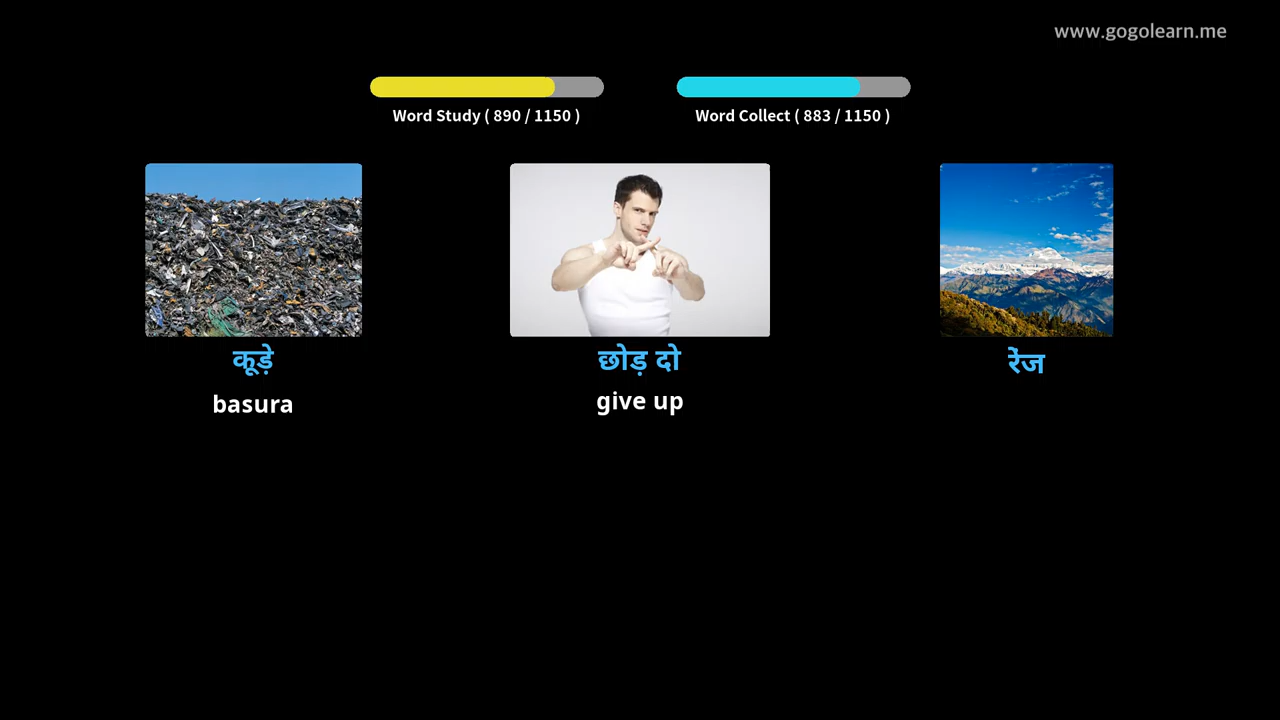 www.gogolearn.me
Word Study ( 890 / 1150 )
Word Collect ( 883 / 1150 )
कूड़े
छोड़ दो
रेंज
basura
give up